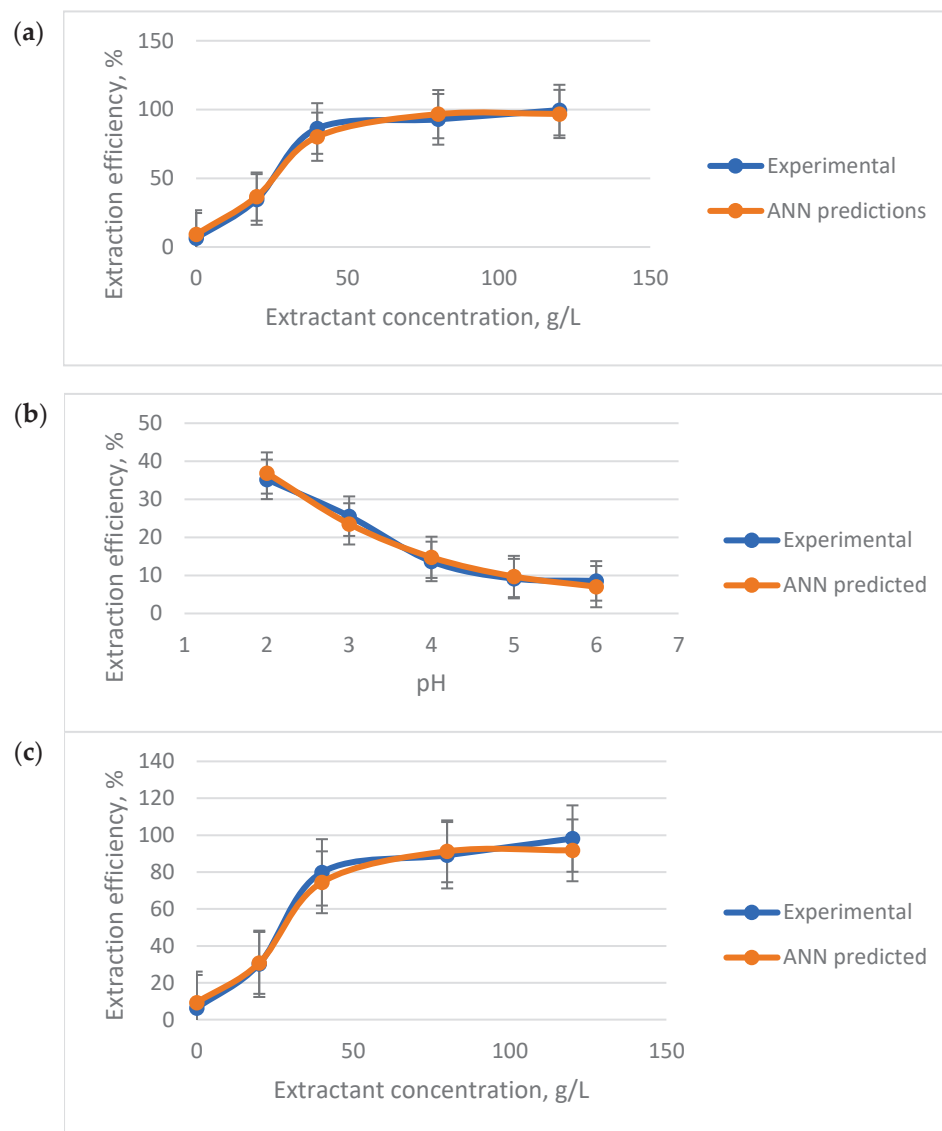 (a)
Extraction efficiency, %
150
100
50
0
0 50 100 150
Extractant concentration, g/L
Experimental
ANN predictions
(b)
Extraction efficiency, %
50
40
30
20
10
0
1 2 3 4 5 6 7
pH
Experimental
ANN predicted
(c)
Extraction efficiency, %
140
120
100
80
60
40
20
0
0 50 100 150
Extractant concentration, g/L
Experimental
ANN predicted